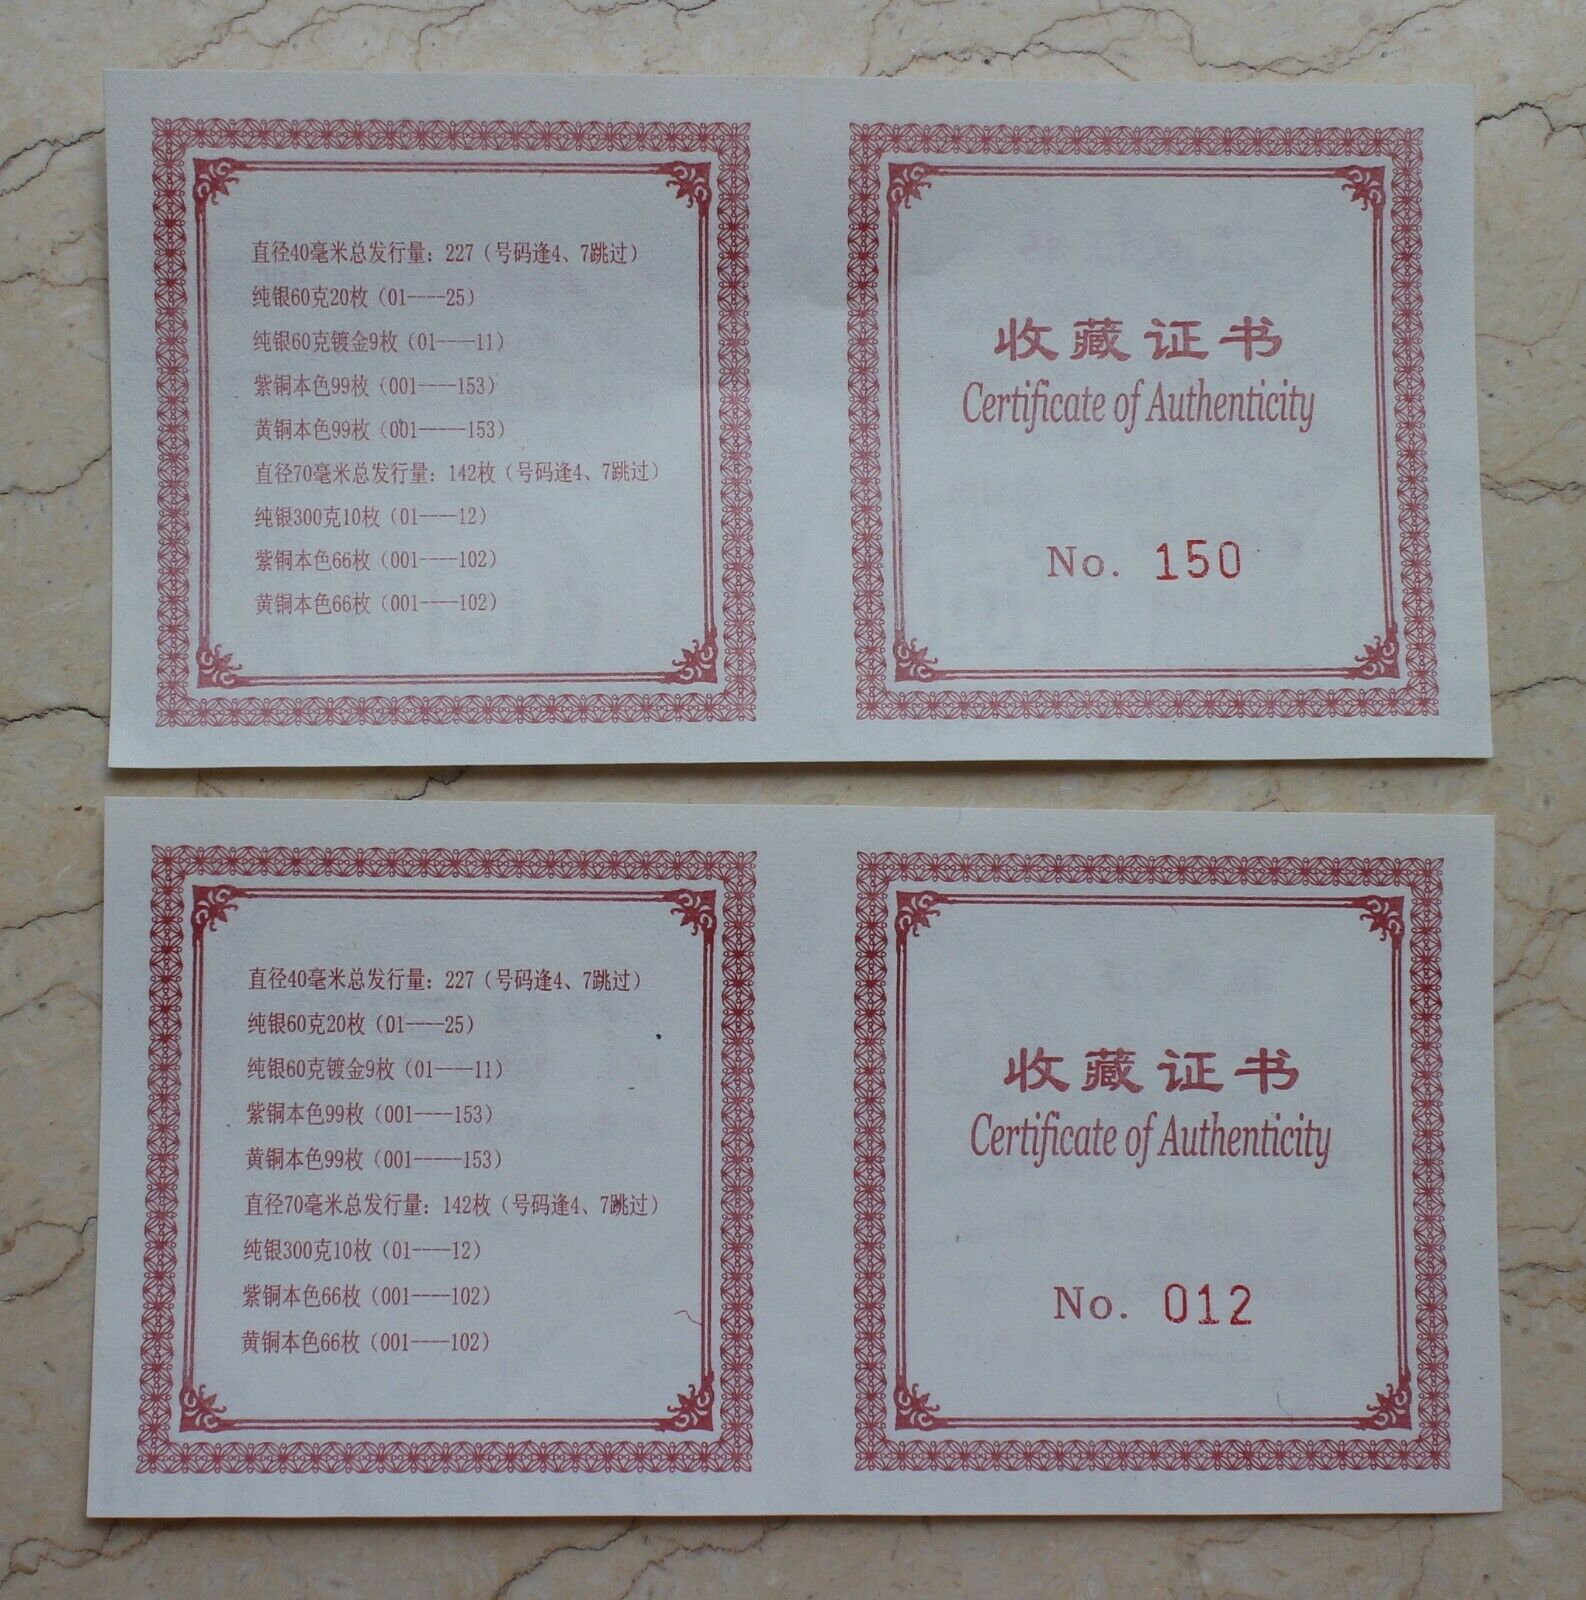 直径40毫米总发行量：227（号码逢4、7跳过）
纯银60克20枚（01----25）
纯银60克镀金9枚（01----11）
紫铜本色99枚（001----153）
黄铜本色99枚（001-----153）
直径70毫米总发行量：142枚（号码逢4、7跳过）
纯银300克10枚（01----12）
紫铜本色66枚（001----102）
黄铜本色66枚（001----102）
收藏证书
Certificate of Authenticity
No. 150
直径40毫米总发行量：227（号码逢4、7跳过）
纯银60克20枚（01----25）
纯银60克镀金9枚（01----11）
紫铜本色99枚（001----153）
黄铜本色99枚（001-----153）
直径70毫米总发行量：142枚（号码逢4、7跳过）
纯银300克10枚（01----12）
紫铜本色66枚（001----102）
黄铜本色66枚（001----102）
收藏证书
Certificate of Authenticity
No. 012